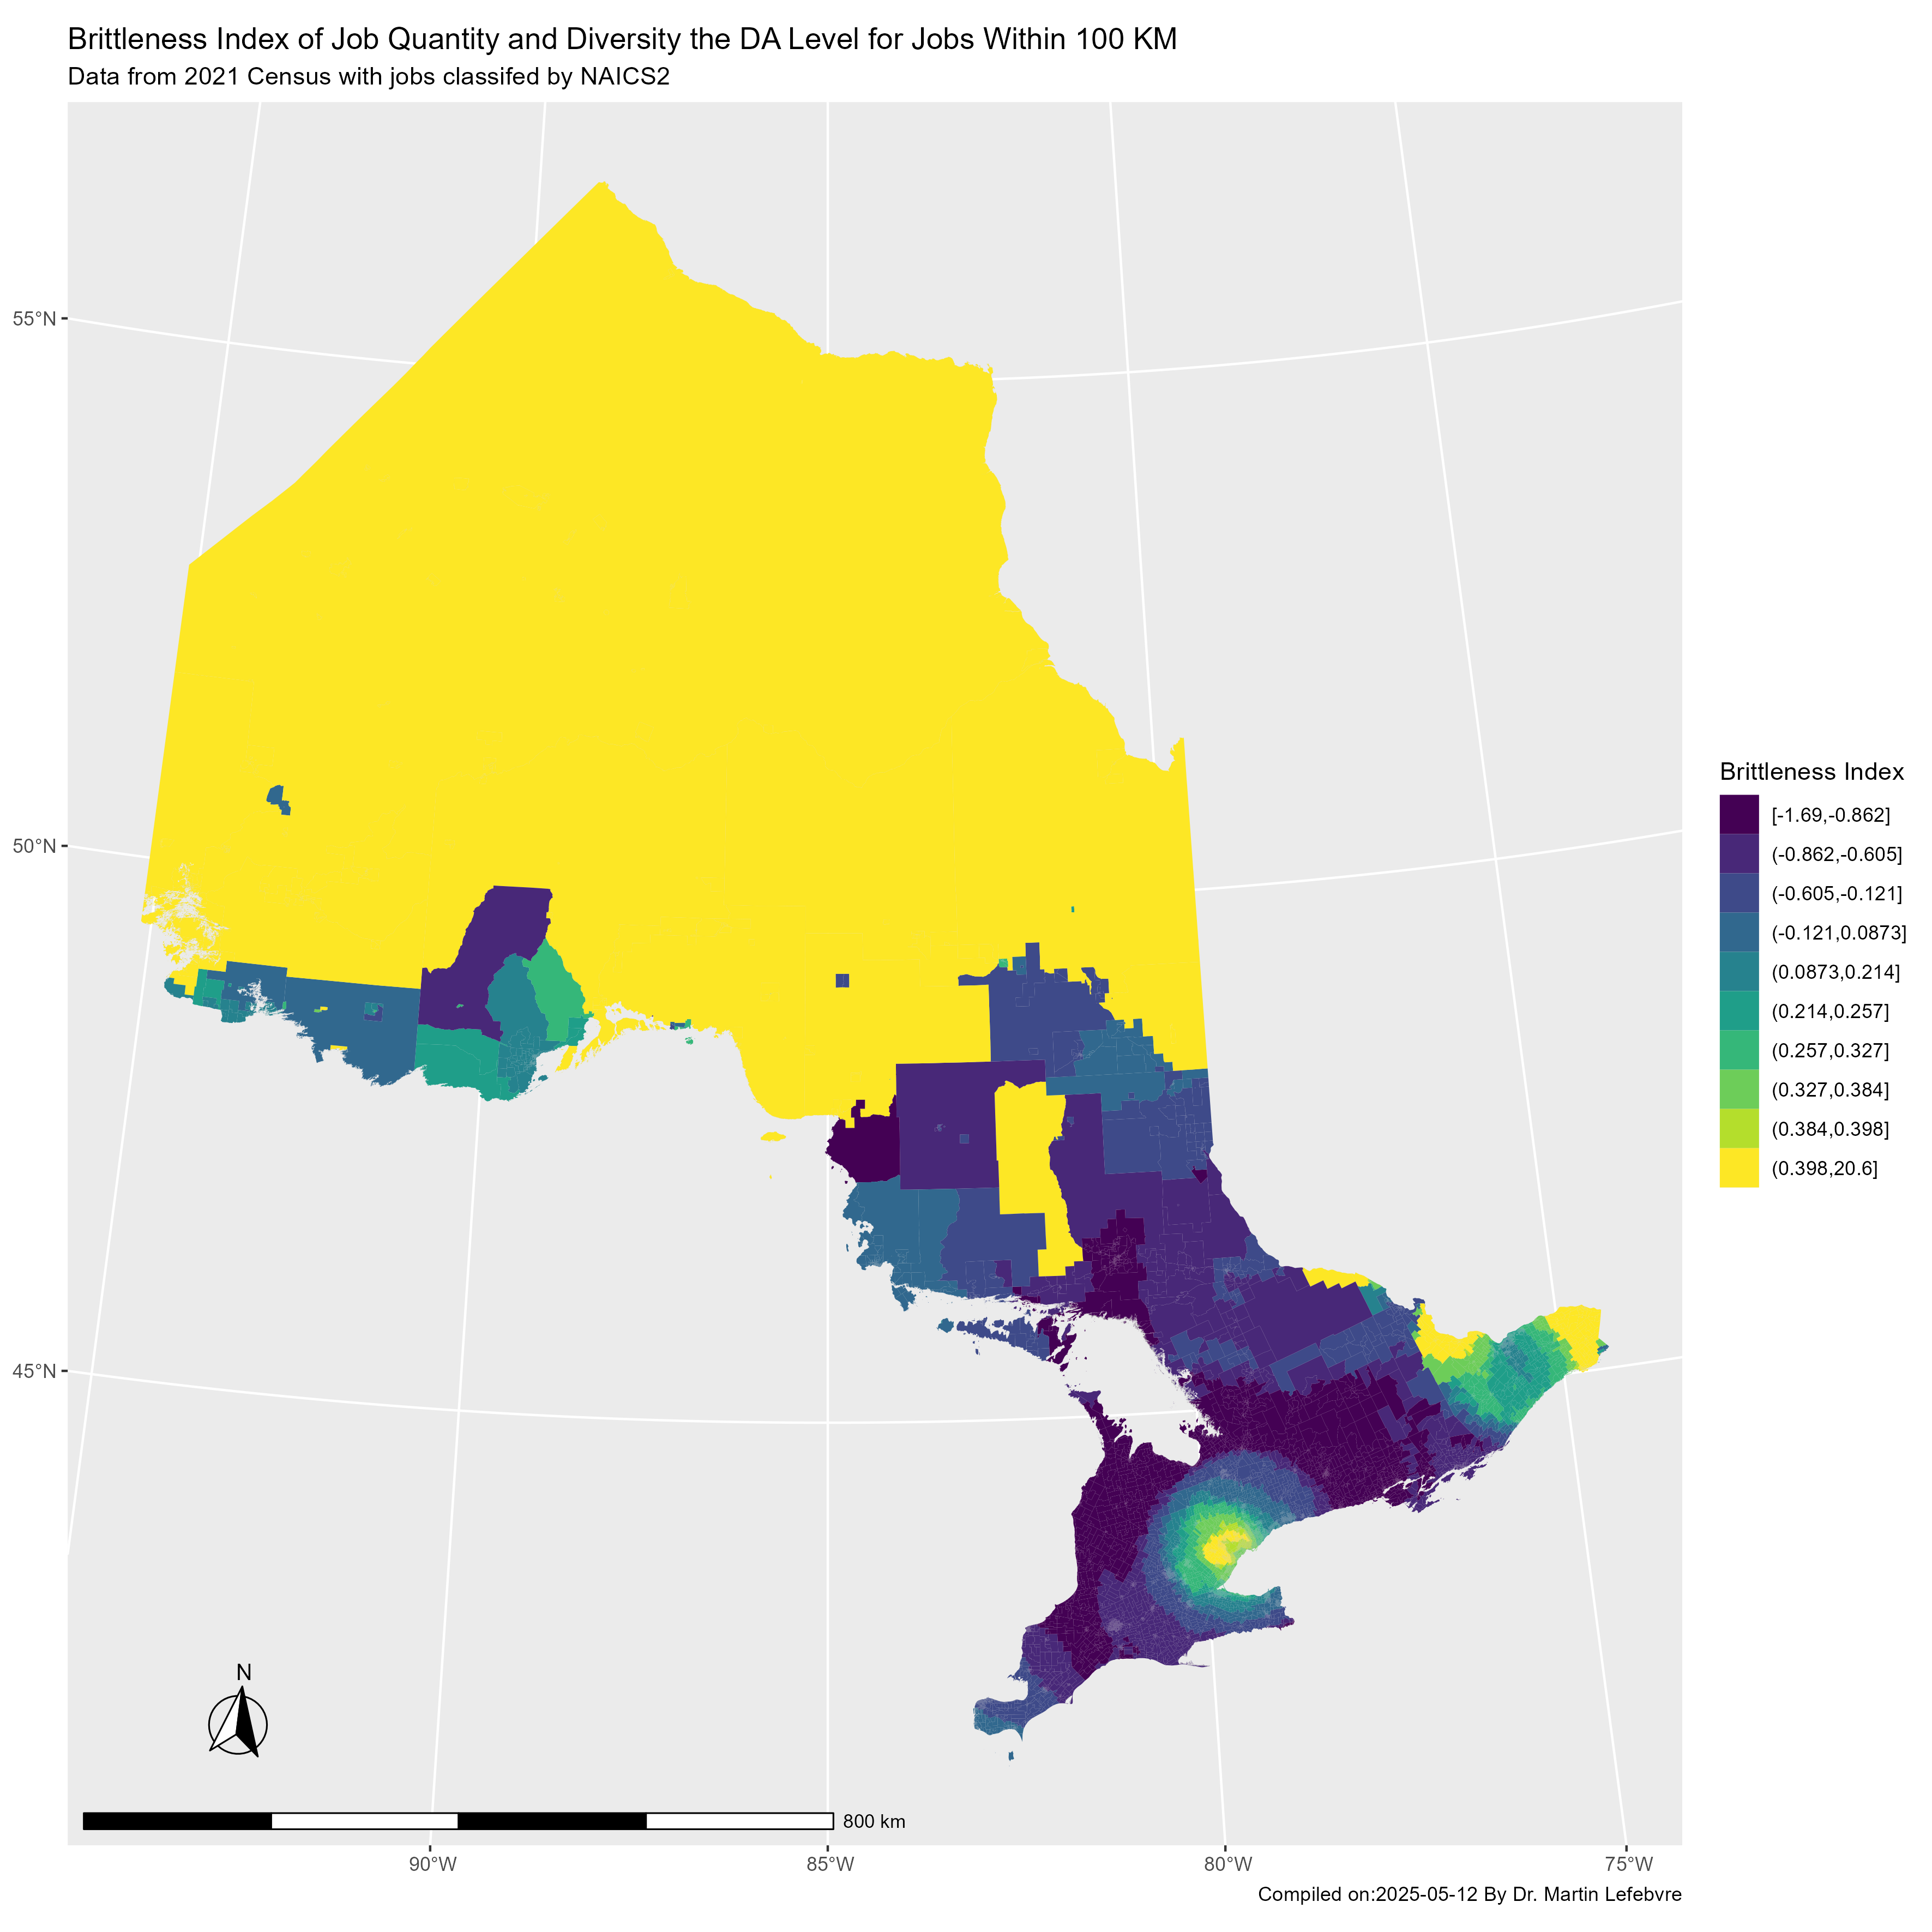 Brittleness Index of Job Quantity and Diversity the DA Level for Jobs Within 100 KM
Data from 2021 Census with jobs classifed by NAICS2
55°N
50°N
45°N
Brittleness Index
[-1.69,-0.862]
(-0.862,-0.605]
(-0.605,-0.121]
(-0.121,0.0873]
(0.0873,0.214]
(0.214,0.257]
(0.257,0.327]
(0.327,0.384]
(0.384,0.398]
(0.398,20.6]
N
800 km
90°W
85°W
80°W
75°W
Compiled on:2025-05-12 By Dr. Martin Lefebvre